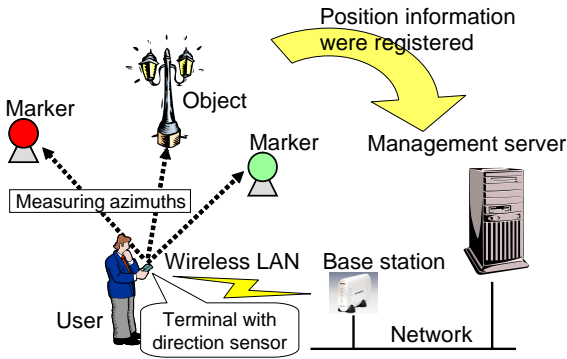 Position information
were registered
Marker
Object
Marker
Management server
Measuring azimuths
Wireless LAN
Base station
User
Terminal with
direction sensor
Network